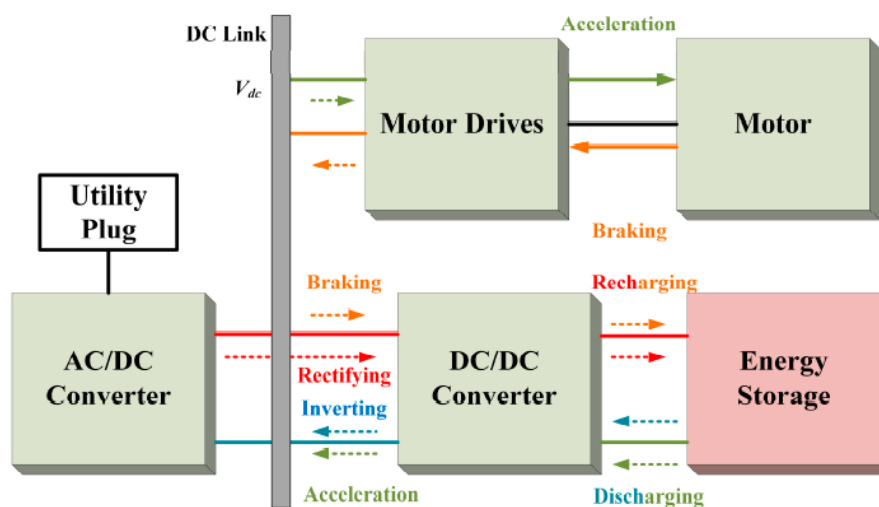 DC Link
Acceleration
V_dc
Motor Drives
Motor
Utility
Plug
Braking
Braking
Recharging
AC/DC
Converter
DC/DC
Converter
Energy
Storage
Rectifying
Inverting
Acceleration
Discharging